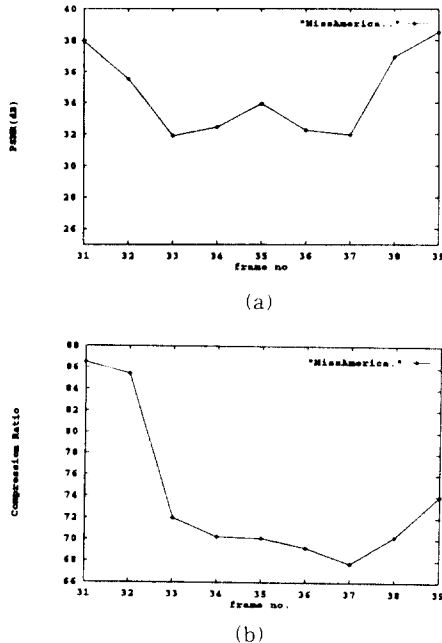 40
38
36
34
32
30
28
26
PSNR(dB)
"MissAmerica.."
31 32 33 34 35 36 37 38 39
frame no
(a)
88
86
84
82
80
78
76
74
72
70
68
66
Compression Ratio
"MissAmerica."
31 32 33 34 35 36 37 38 39
frame no.
(b)